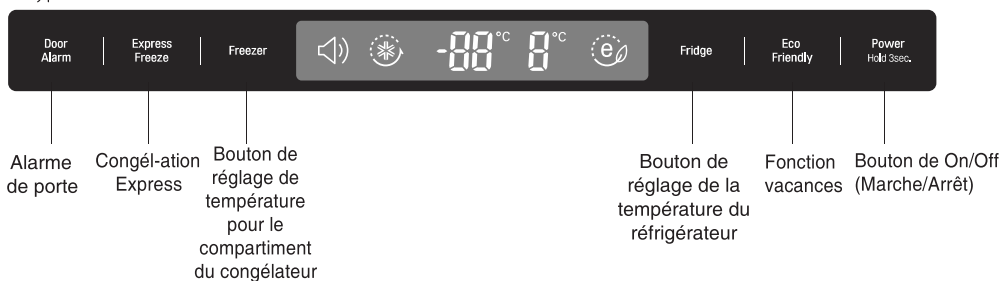 Door
Alarm
Express
Freeze
Freezer
-88°C 8°C
e
Fridge
Eco
Friendly
Power
Hold 3sec.
Alarme
de porte
Congél-ation
Express
Bouton de
réglage de
température
pour le
compartiment
du congélateur
Bouton de
réglage de la
température du
réfrigérateur
Fonction
vacances
Bouton de On/Off
(Marche/Arrêt)